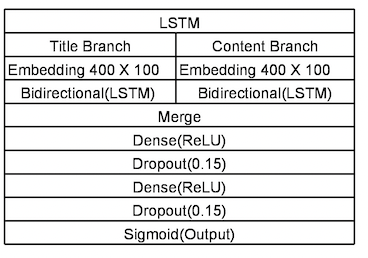 LSTM
Title Branch Content Branch
Embedding 400 X 100 Embedding 400 X 100
Bidirectional(LSTM) Bidirectional(LSTM)
Merge
Dense(ReLU)
Dropout(0.15)
Dense(ReLU)
Dropout(0.15)
Sigmoid(Output)